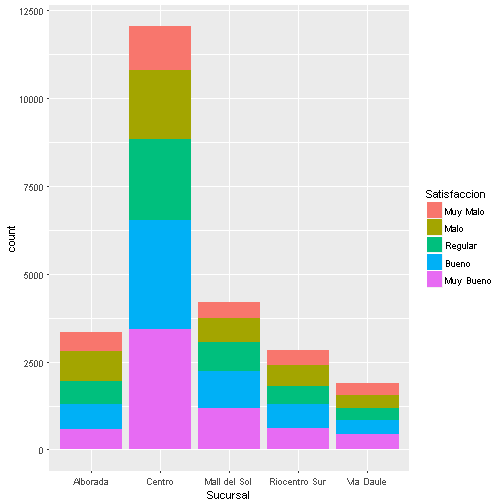 12500
10000
7500
5000
2500
0
count
Alborada
Centro
Mall del Sol
Riocentro Sur
Via Daule
Sucursal
Satisfaccion
Muy Malo
Malo
Regular
Bueno
Muy Bueno